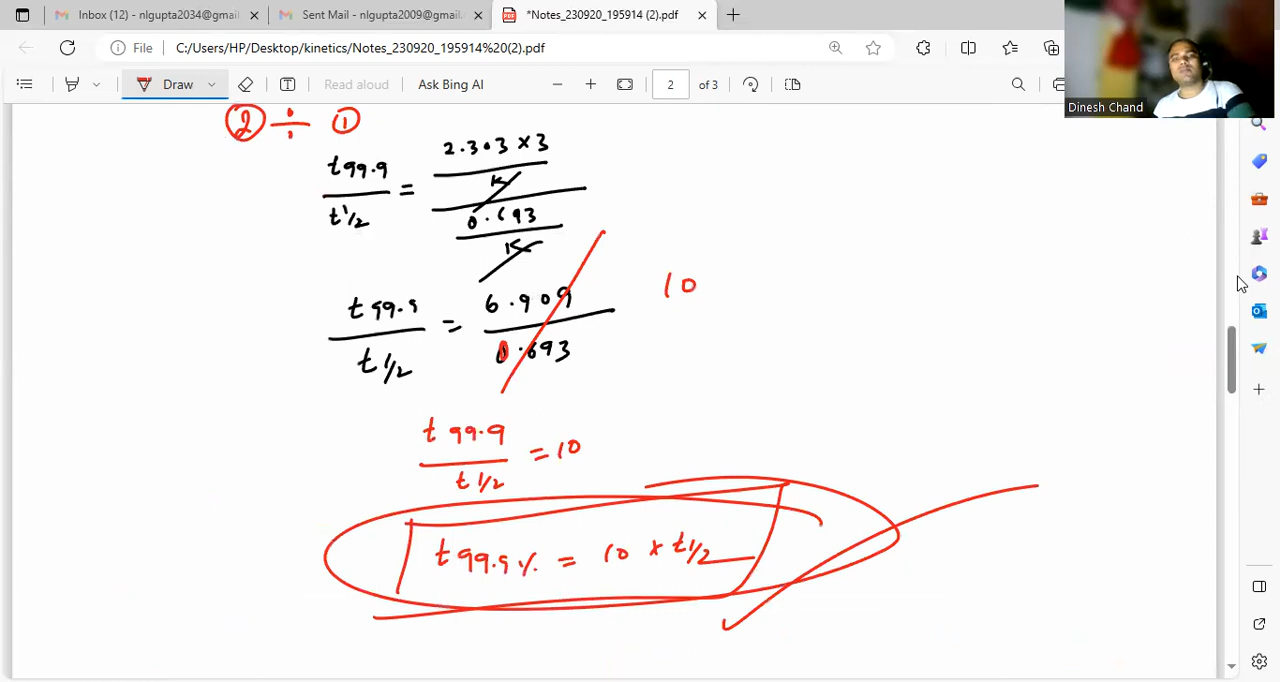 Inbox (12) - nlgupta2034@gmai
Sent Mail - nlgupta2009@gmail.
*Notes_230920_195914 (2).pdf
File
C:/Users/HP/Desktop/kinetics/Notes_230920_195914%20(2).pdf
Draw
Read aloud
Ask Bing AI
2
of 3
Dinesh Chand
② ÷ ①
t99.9 / t1/2 = (2.303 × 3 / K) / (0.693 / K)
t99.9 / t1/2 = 6.909 / 0.693
10
t99.9 / t1/2 = 10
t99.9% = 10 × t1/2